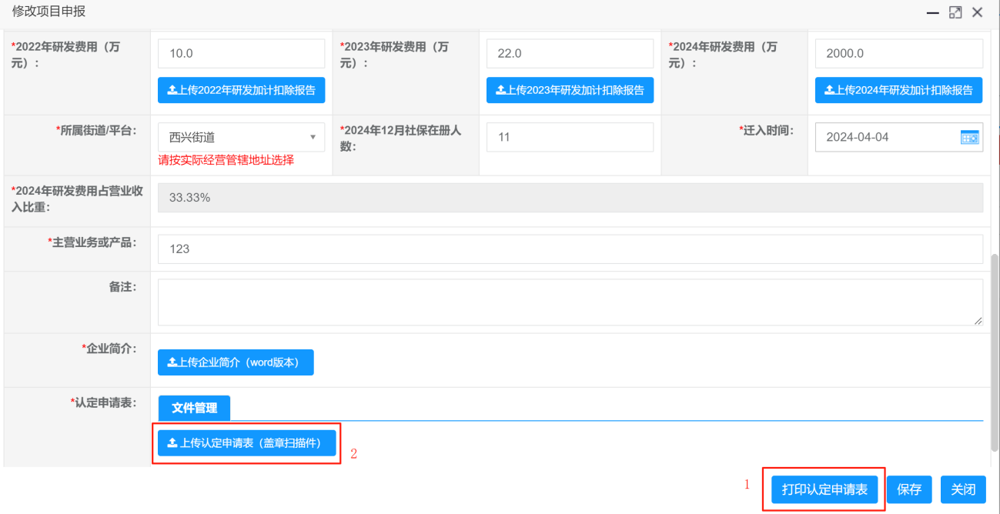 修改项目申报
*2022年研发费用（万
元）：
10.0
*2023年研发费用（万
元）：
22.0
*2024年研发费用（万
元）：
2000.0
上传2022年研发加计扣除报告
上传2023年研发加计扣除报告
上传2024年研发加计扣除报告
*所属街道/平台:
西兴街道
请按实际经营管辖地址选择
*2024年12月社保在册人
数:
11
*迁入时间:
2024-04-04
*2024年研发费用占营业收
入比重:
33.33%
*主营业务或产品:
123
备注:
*企业简介:
上传企业简介（word版本）
*认定申请表:
文件管理
上传认定申请表（盖章扫描件）
2
1
打印认定申请表
保存
关闭